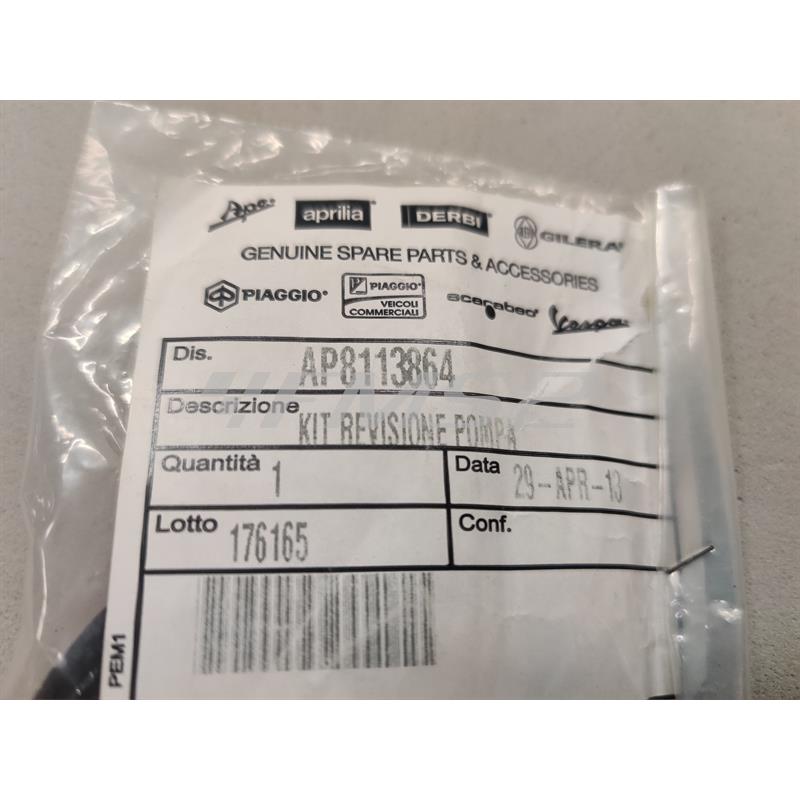 Ape
aprilia DERBI GILERA
GENUINE SPARE PARTS & ACCESSORIES
PIAGGIO® PIAGGIO® scarabeo® Vespa
VEICOLI
COMMERCIALI
Dis. AP8113864
Descrizione
KIT REVISIONE POMPA
Quantità 1 Data 29-APR-13
Lotto 176165 Conf.
PEM1